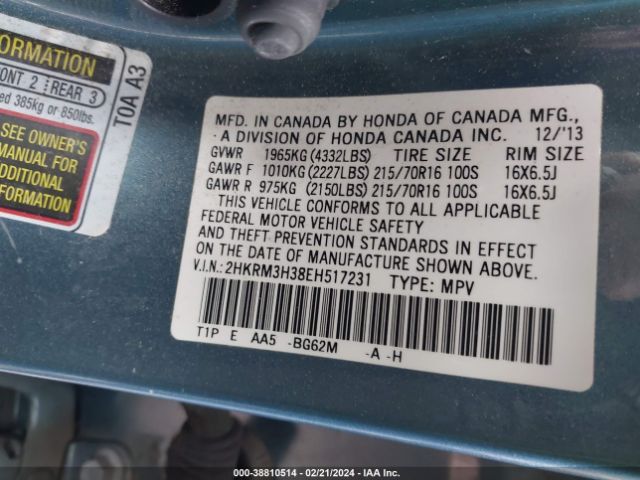 ORMATION
ONT 2 REAR 3
ed 385kg or 850lbs.
SEE OWNER'S
MANUAL FOR
ADDITIONAL
INFORMATION
TOA A3
MFD. IN CANADA BY HONDA OF CANADA MFG.,
A DIVISION OF HONDA CANADA INC. 12/'13
GVWR 1965KG(4332LBS) TIRE SIZE RIM SIZE
GAWR F 1010KG(2227LBS) 215/70R16 100S 16X6.5J
GAWR R 975KG(2150LBS) 215/70R16 100S 16X6.5J
THIS VEHICLE CONFORMS TO ALL APPLICABLE
FEDERAL MOTOR VEHICLE SAFETY
AND THEFT PREVENTION STANDARDS IN EFFECT
ON THE DATE OF MANUFACTURE SHOWN ABOVE.
V.I.N.: 2HKRM3H38EH517231 TYPE: MPV
T1P E AA5 -BG62M -A -H
000-38810514 - 02/21/2024 - IAA Inc.